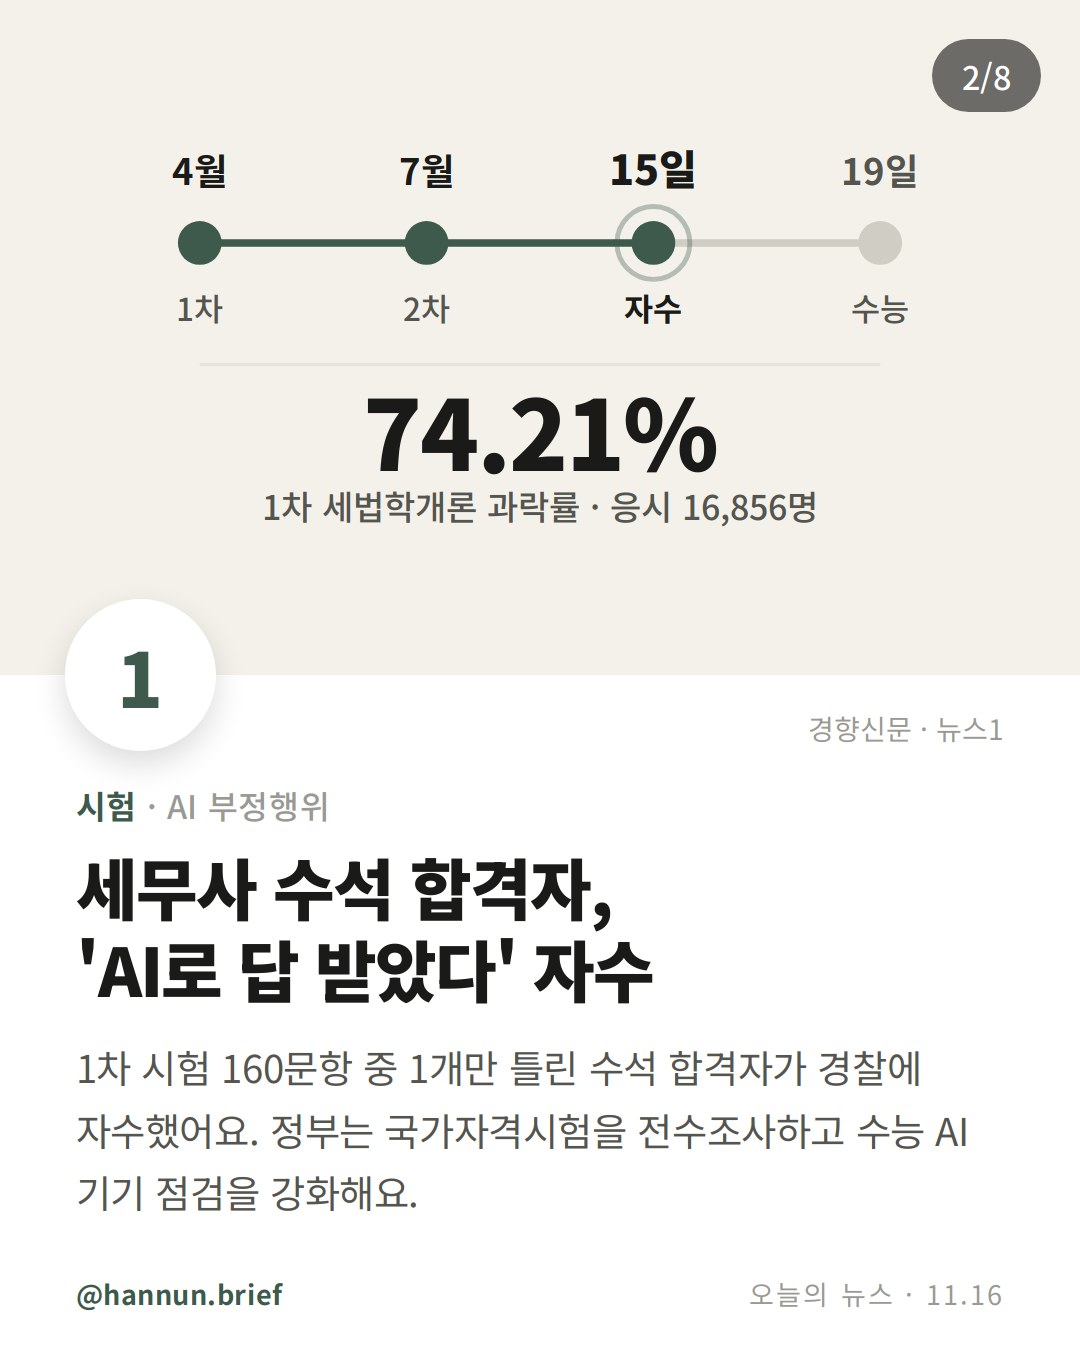 2/8
4월 7월 15일 19일
1차 2차 자수 수능
74.21%
1차 세법학개론 과락률 · 응시 16,856명
1
경향신문 · 뉴스1
시험 · AI 부정행위
세무사 수석 합격자,
'AI로 답 받았다' 자수
1차 시험 160문항 중 1개만 틀린 수석 합격자가 경찰에
자수했어요. 정부는 국가자격시험을 전수조사하고 수능 AI
기기 점검을 강화해요.
@hannun.brief
오늘의 뉴스 · 11.16